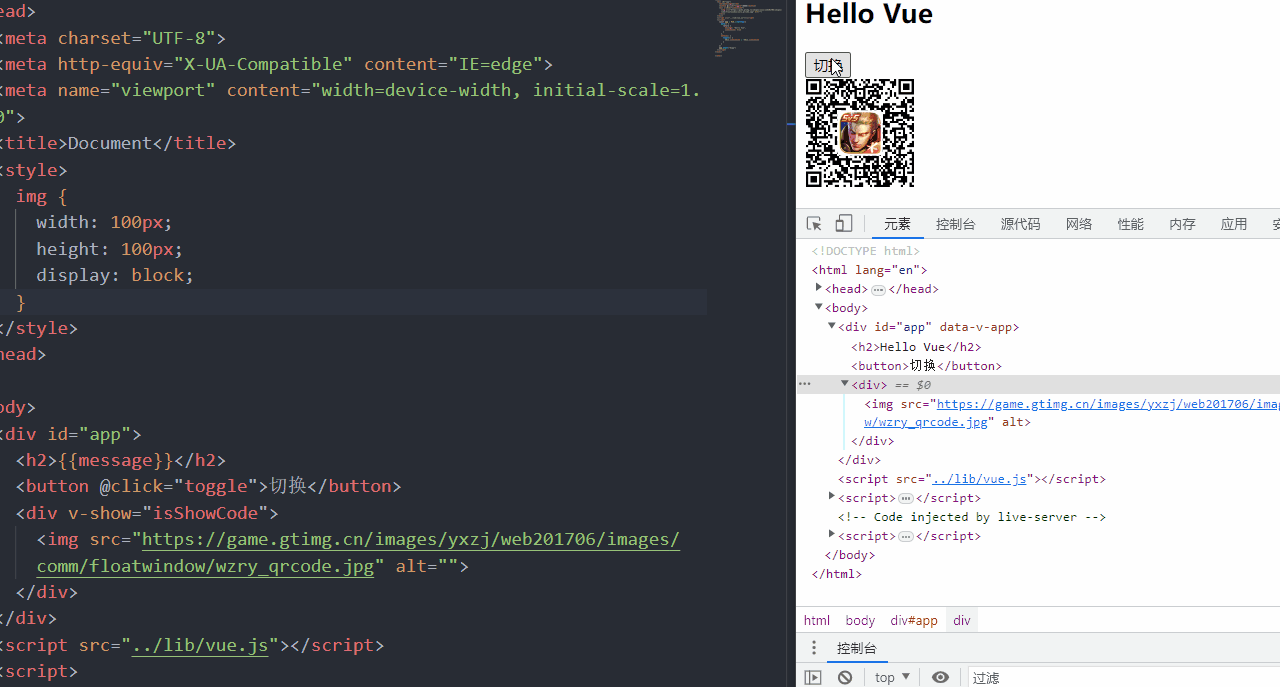 ead>
<meta charset="UTF-8">
<meta http-equiv="X-UA-Compatible" content="IE=edge">
<meta name="viewport" content="width=device-width, initial-scale=1.
0">
<title>Document</title>
<style>
img {
width: 100px;
height: 100px;
display: block;
}
</style>
head>
ody>
<div id="app">
<h2>{{message}}</h2>
<button @click="toggle">切换</button>
<div v-show="isShowCode">
<img src="https://game.gtimg.cn/images/yxzj/web201706/images/
comm/floatwindow/wzry_qrcode.jpg" alt="">
</div>
</div>
<script src="../lib/vue.js"></script>
<script>
Hello Vue
切换
元素 控制台 源代码 网络 性能 内存 应用
<!DOCTYPE html>
<html lang="en">
<head> … </head>
<body>
<div id="app" data-v-app>
<h2>Hello Vue</h2>
<button>切换</button>
… <div> == $0
<img src="https://game.gtimg.cn/images/yxzj/web201706/imag
w/wzry_qrcode.jpg" alt>
</div>
</div>
<script src="../lib/vue.js"></script>
<script> … </script>
<!-- Code injected by live-server -->
<script> … </script>
</body>
</html>
html body div#app div
控制台
top 过滤